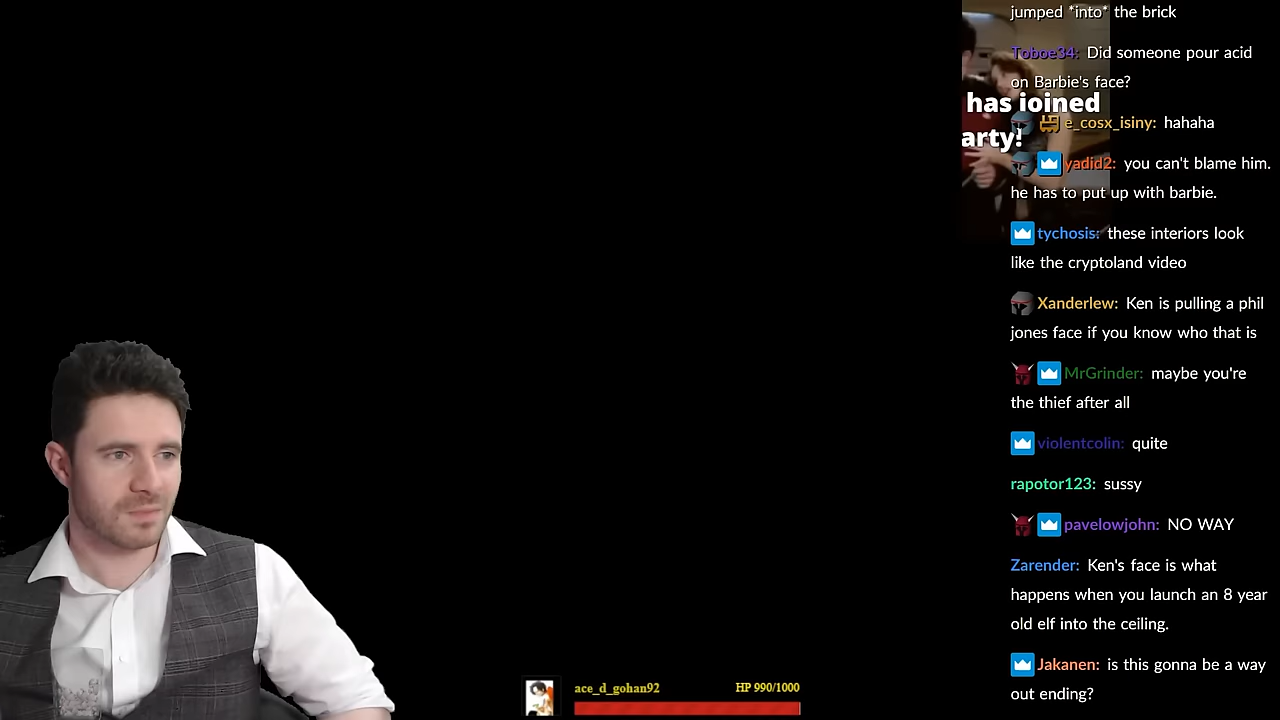 jumped *into* the brick
Toboe34: Did someone pour acid
on Barbie's face?
has joined
arty!
e_cosx_isiny: hahaha
yadid2: you can't blame him.
he has to put up with barbie.
tychosis: these interiors look
like the cryptoland video
Xanderlew: Ken is pulling a phil
jones face if you know who that is
MrGrinder: maybe you're
the thief after all
violentcolin: quite
rapotor123: sussy
pavelowjohn: NO WAY
Zarender: Ken's face is what
happens when you launch an 8 year
old elf into the ceiling.
Jakanen: is this gonna be a way
out ending?
ace_d_gohan92 HP 990/1000